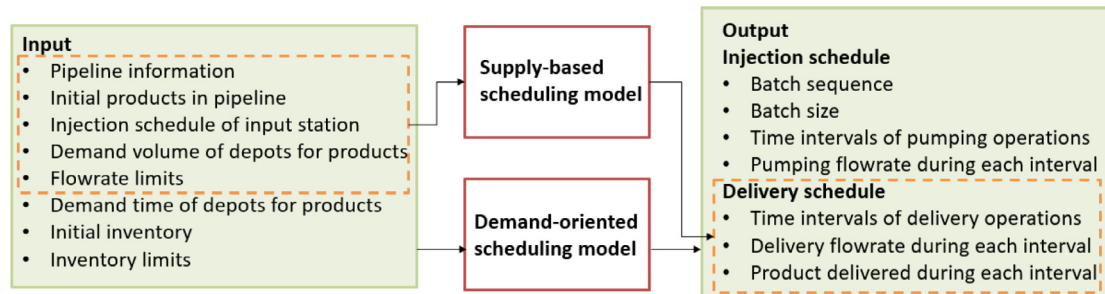 Input
• Pipeline information
• Initial products in pipeline
• Injection schedule of input station
• Demand volume of depots for products
• Flowrate limits
• Demand time of depots for products
• Initial inventory
• Inventory limits
Supply-based
scheduling model
Demand-oriented
scheduling model
Output
Injection schedule
• Batch sequence
• Batch size
• Time intervals of pumping operations
• Pumping flowrate during each interval
Delivery schedule
• Time intervals of delivery operations
• Delivery flowrate during each interval
• Product delivered during each interval